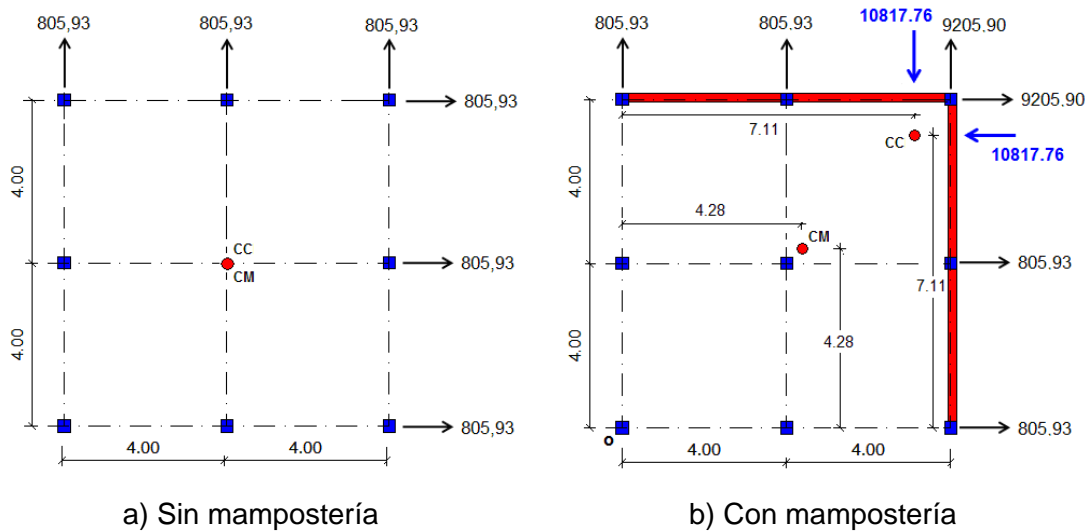 805,93 805,93 805,93
805,93
4.00
CC
CM
805,93
4.00
805,93
4.00 4.00
a) Sin mampostería
10817.76
805.93 805.93 9205.90
9205.90
7.11
CC
10817.76
4.00
4.28
CM
805.93
7.11
4.00
4.28
805.93
o
4.00 4.00
b) Con mampostería